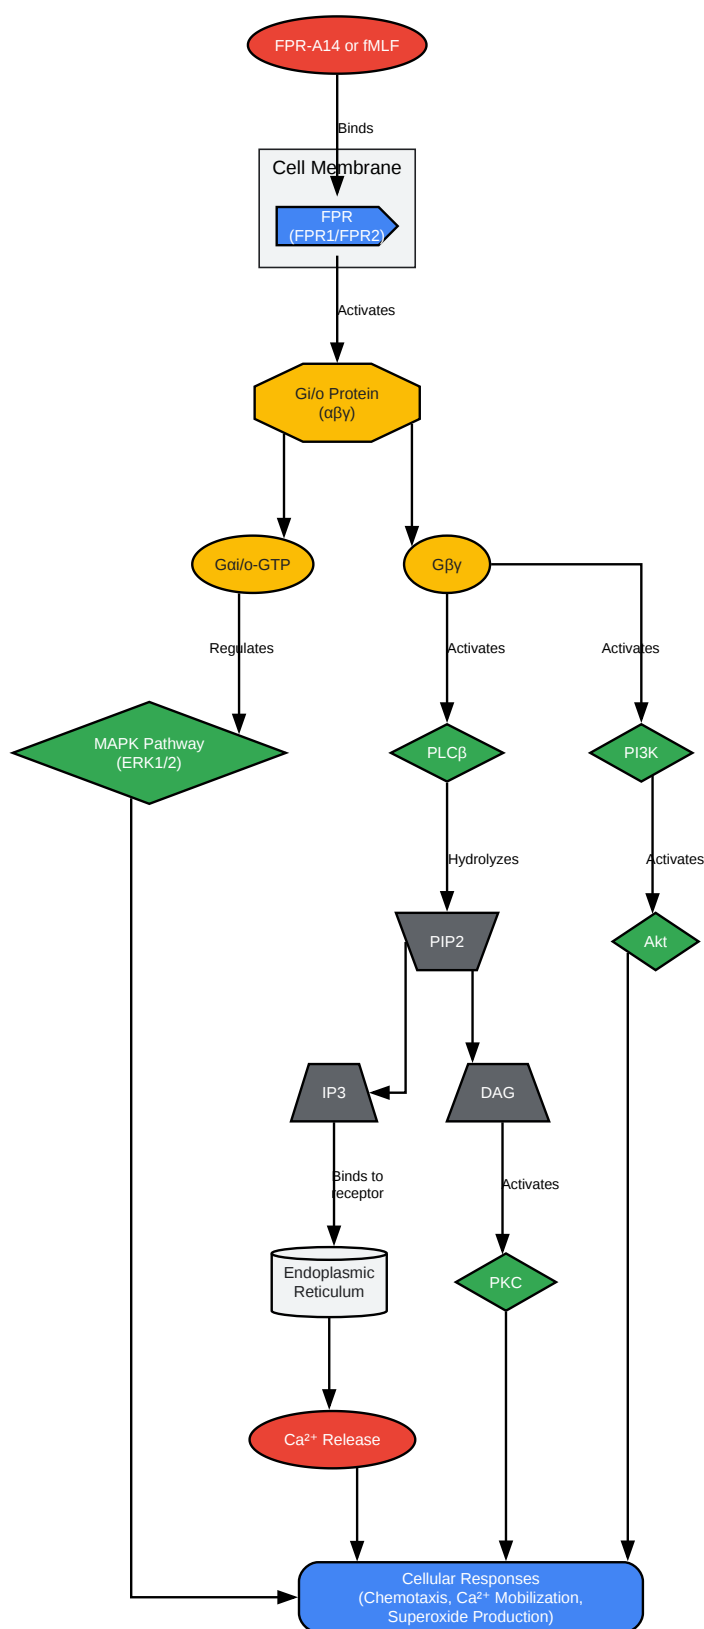 FPR-A14 or fMLF
Binds
Cell Membrane
FPR
(FPR1/FPR2)
Activates
Gi/o Protein
(αβγ)
Gαi/o-GTP
Gβγ
Regulates
Activates
Activates
MAPK Pathway
(ERK1/2)
PLCβ
PI3K
Hydrolyzes
Activates
PIP2
Akt
IP3
DAG
Binds to
receptor
Activates
Endoplasmic
Reticulum
PKC
Ca²⁺ Release
Cellular Responses
(Chemotaxis, Ca²⁺ Mobilization,
Superoxide Production)